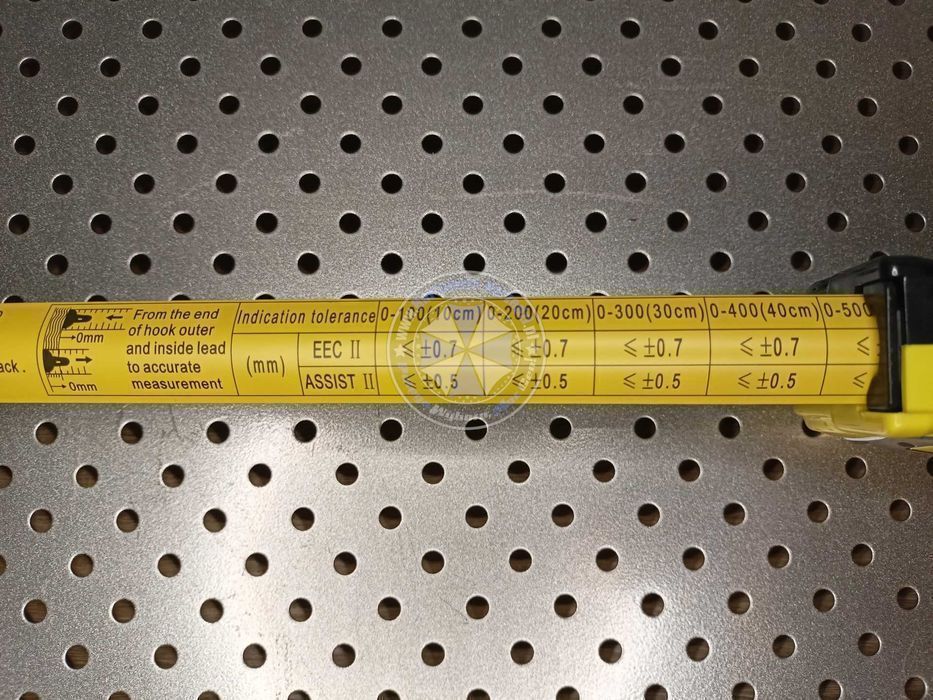 ack.
0mm
0mm
From the end
of hook outer
and inside lead
to accurate
measurement
Indication tolerance 0-100(10cm) 0-200(20cm) 0-300(30cm) 0-400(40cm) 0-500
(mm)
EEC II ≤ ±0.7 ≤ ±0.7 ≤ ±0.7 ≤ ±0.7 ≤
ASSIST II ≤ ±0.5 ≤ ±0.5 ≤ ±0.5 ≤ ±0.5 ≤